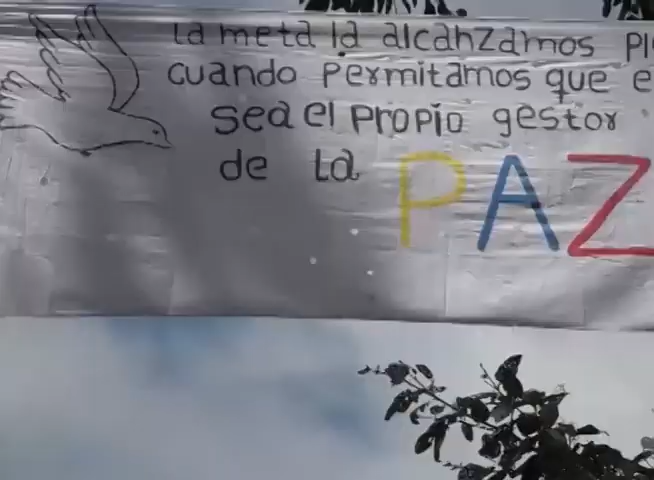 La meta la alcanzamos
cuando Permitamos que
sea el propio gestor
de la PAZ